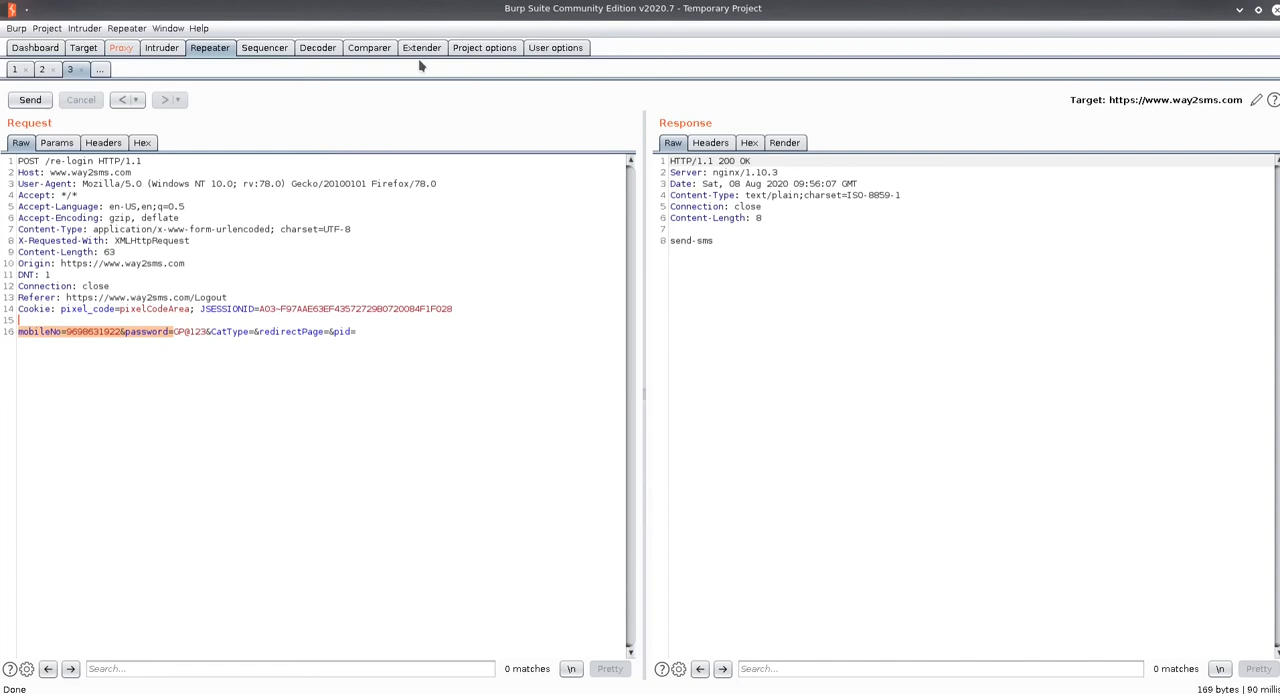 Burp Suite Community Edition v2020.7 - Temporary Project
Burp Project Intruder Repeater Window Help
Dashboard Target Proxy Intruder Repeater Sequencer Decoder Comparer Extender Project options User options
1 × 2 × 3 × ...
Send Cancel < >
Target: https://www.way2sms.com ?
Request
Raw Params Headers Hex
1 POST /re-login HTTP/1.1
2 Host: www.way2sms.com
3 User-Agent: Mozilla/5.0 (Windows NT 10.0; rv:78.0) Gecko/20100101 Firefox/78.0
4 Accept: */*
5 Accept-Language: en-US,en;q=0.5
6 Accept-Encoding: gzip, deflate
7 Content-Type: application/x-www-form-urlencoded; charset=UTF-8
8 X-Requested-With: XMLHttpRequest
9 Content-Length: 63
10 Origin: https://www.way2sms.com
11 DNT: 1
12 Connection: close
13 Referer: https://www.way2sms.com/Logout
14 Cookie: pixel_code=pixelCodeArea; JSESSIONID=A03~F97AAE63EF43572729B0720084F1F028
15
16 mobileNo=9698631922&password=GP@123&CatType=&redirectPage=&pid=
? Search... 0 matches \n Pretty
Response
Raw Headers Hex Render
1 HTTP/1.1 200 OK
2 Server: nginx/1.10.3
3 Date: Sat, 08 Aug 2020 09:56:07 GMT
4 Content-Type: text/plain;charset=ISO-8859-1
5 Connection: close
6 Content-Length: 8
7
8 send-sms
? Search... 0 matches \n Pretty
Done
169 bytes | 90 milli